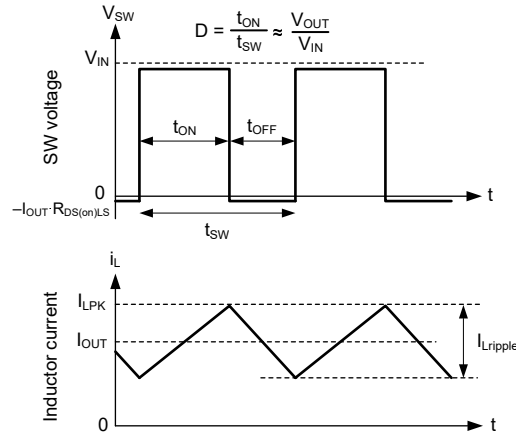 V_SW
D = t_ON / t_SW ≈ V_OUT / V_IN
V_IN
SW voltage
t_ON
t_OFF
0
t
–I_OUT·R_DS(on)LS
t_SW
i_L
I_LPK
Inductor current
I_OUT
I_Lripple
0
t